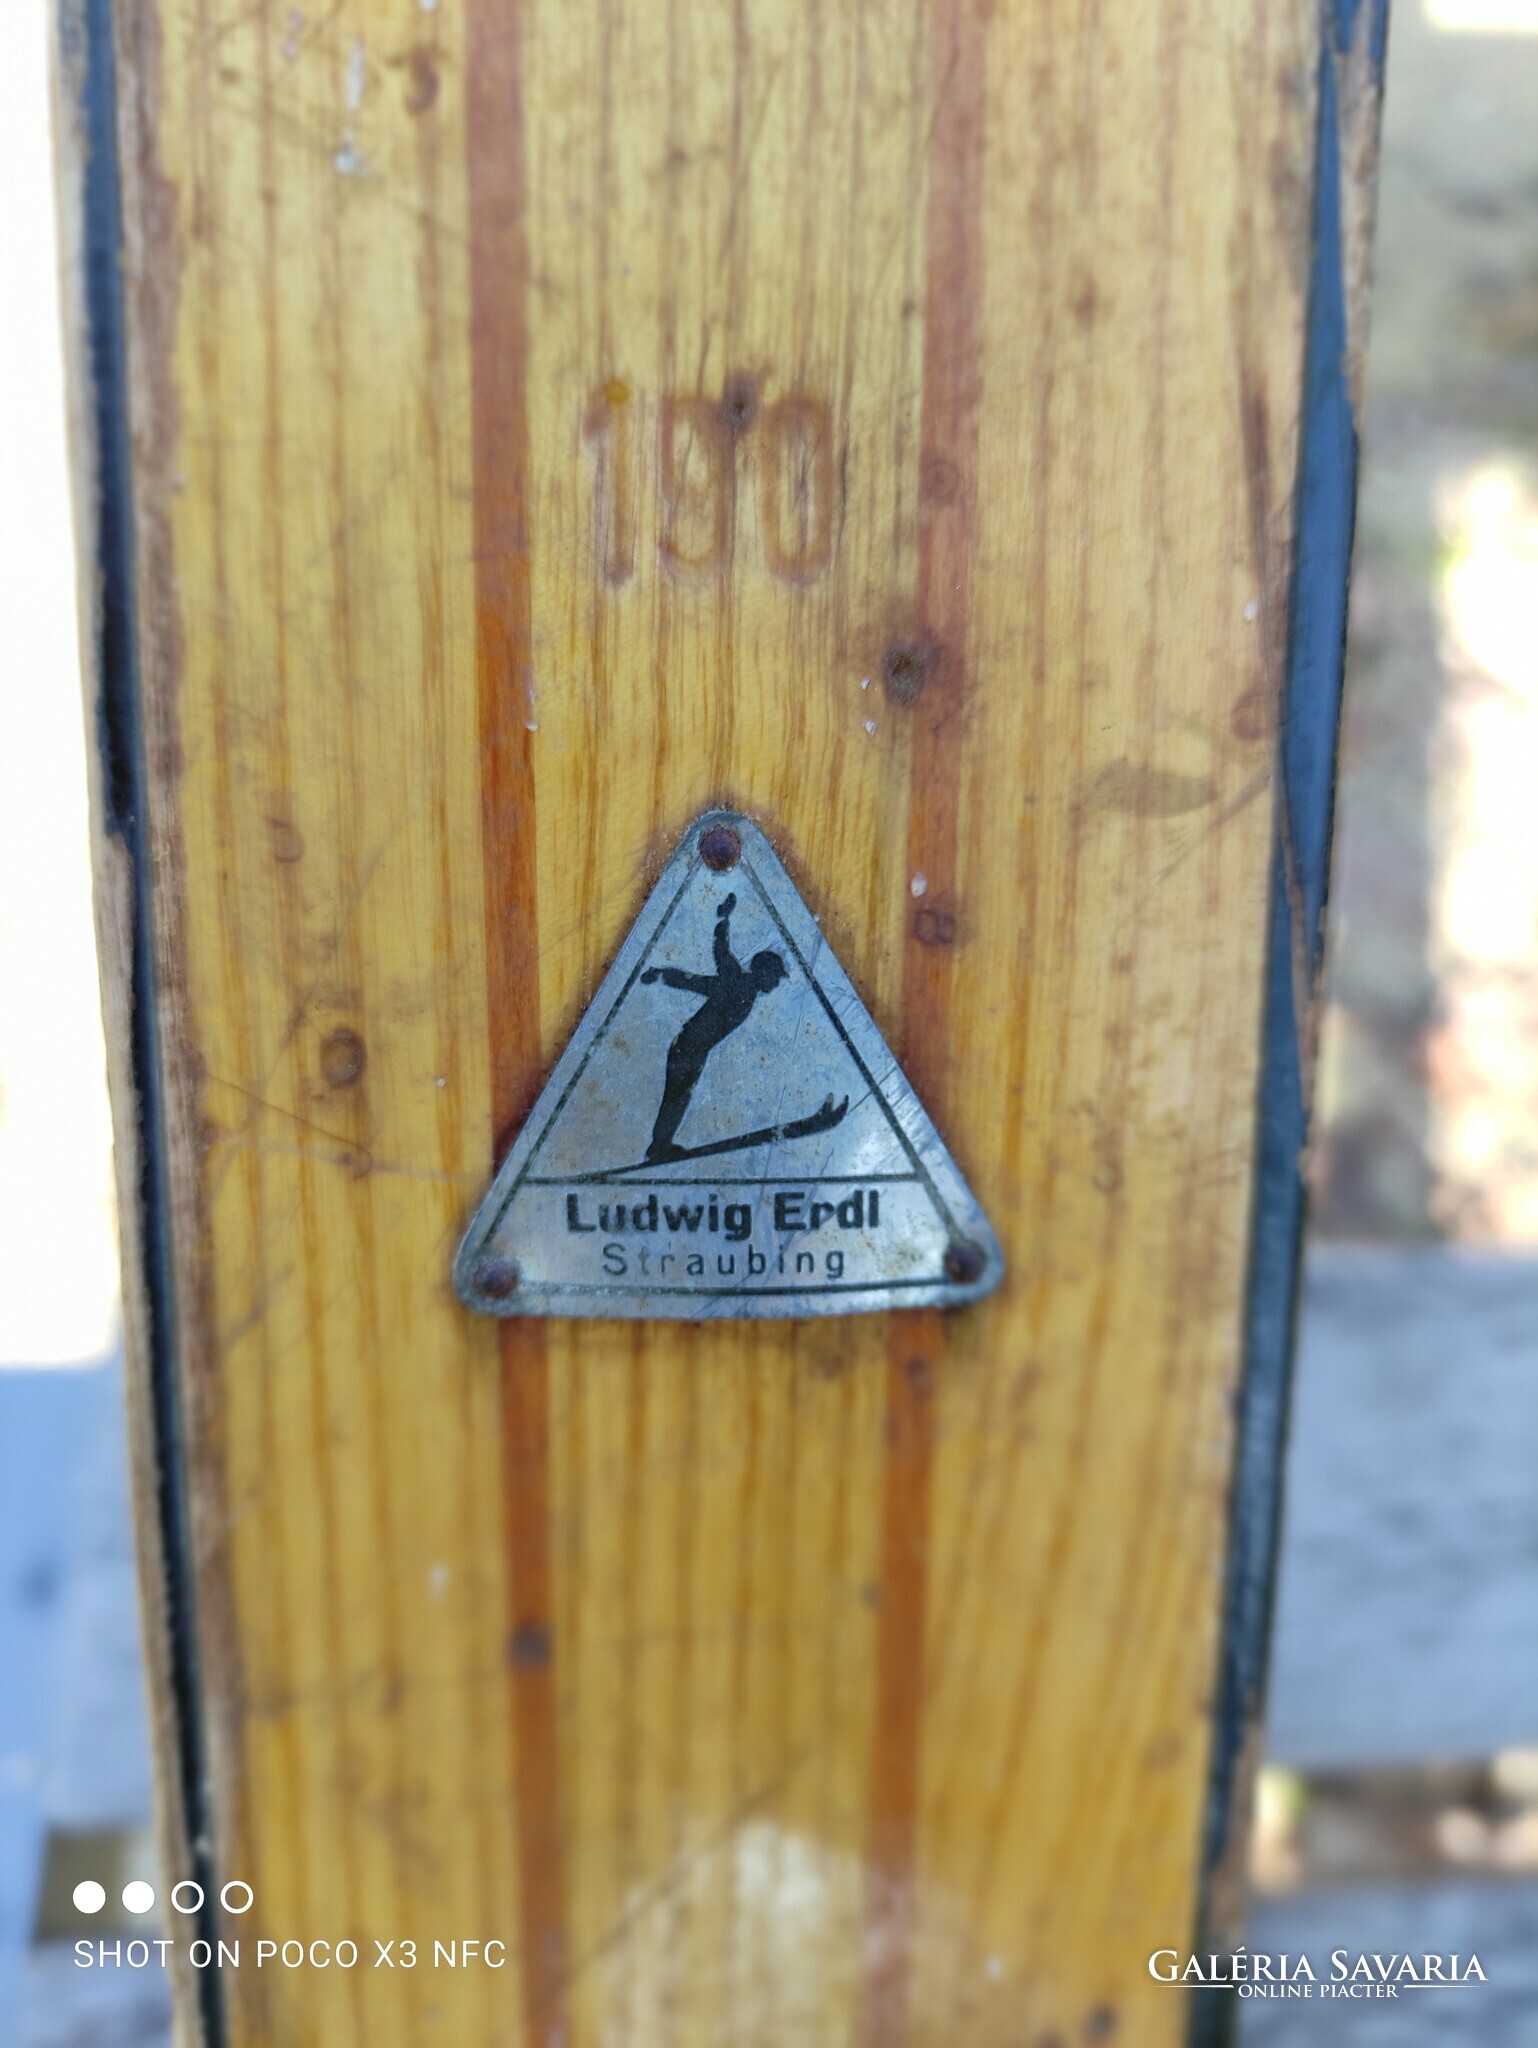 190
Ludwig Erdl
Straubing
SHOT ON POCO X3 NFC
GALÉRIA SAVARIA
ONLINE PIACTÉR